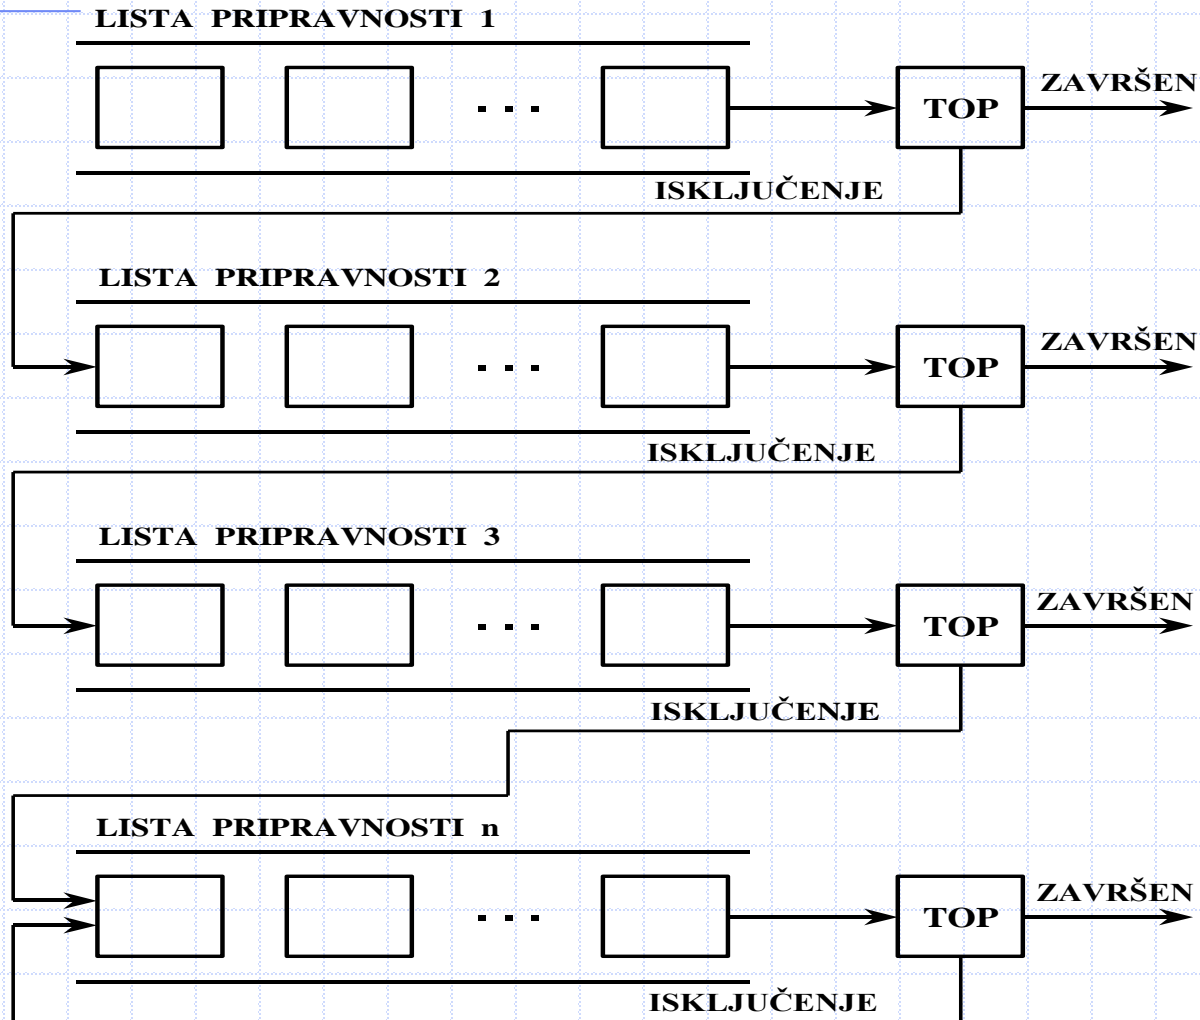 LISTA PRIPRAVNOSTI 1
ZAVRŠEN
TOP
ISKLJUČENJE
LISTA PRIPRAVNOSTI 2
ZAVRŠEN
TOP
ISKLJUČENJE
LISTA PRIPRAVNOSTI 3
ZAVRŠEN
TOP
ISKLJUČENJE
LISTA PRIPRAVNOSTI n
ZAVRŠEN
TOP
ISKLJUČENJE